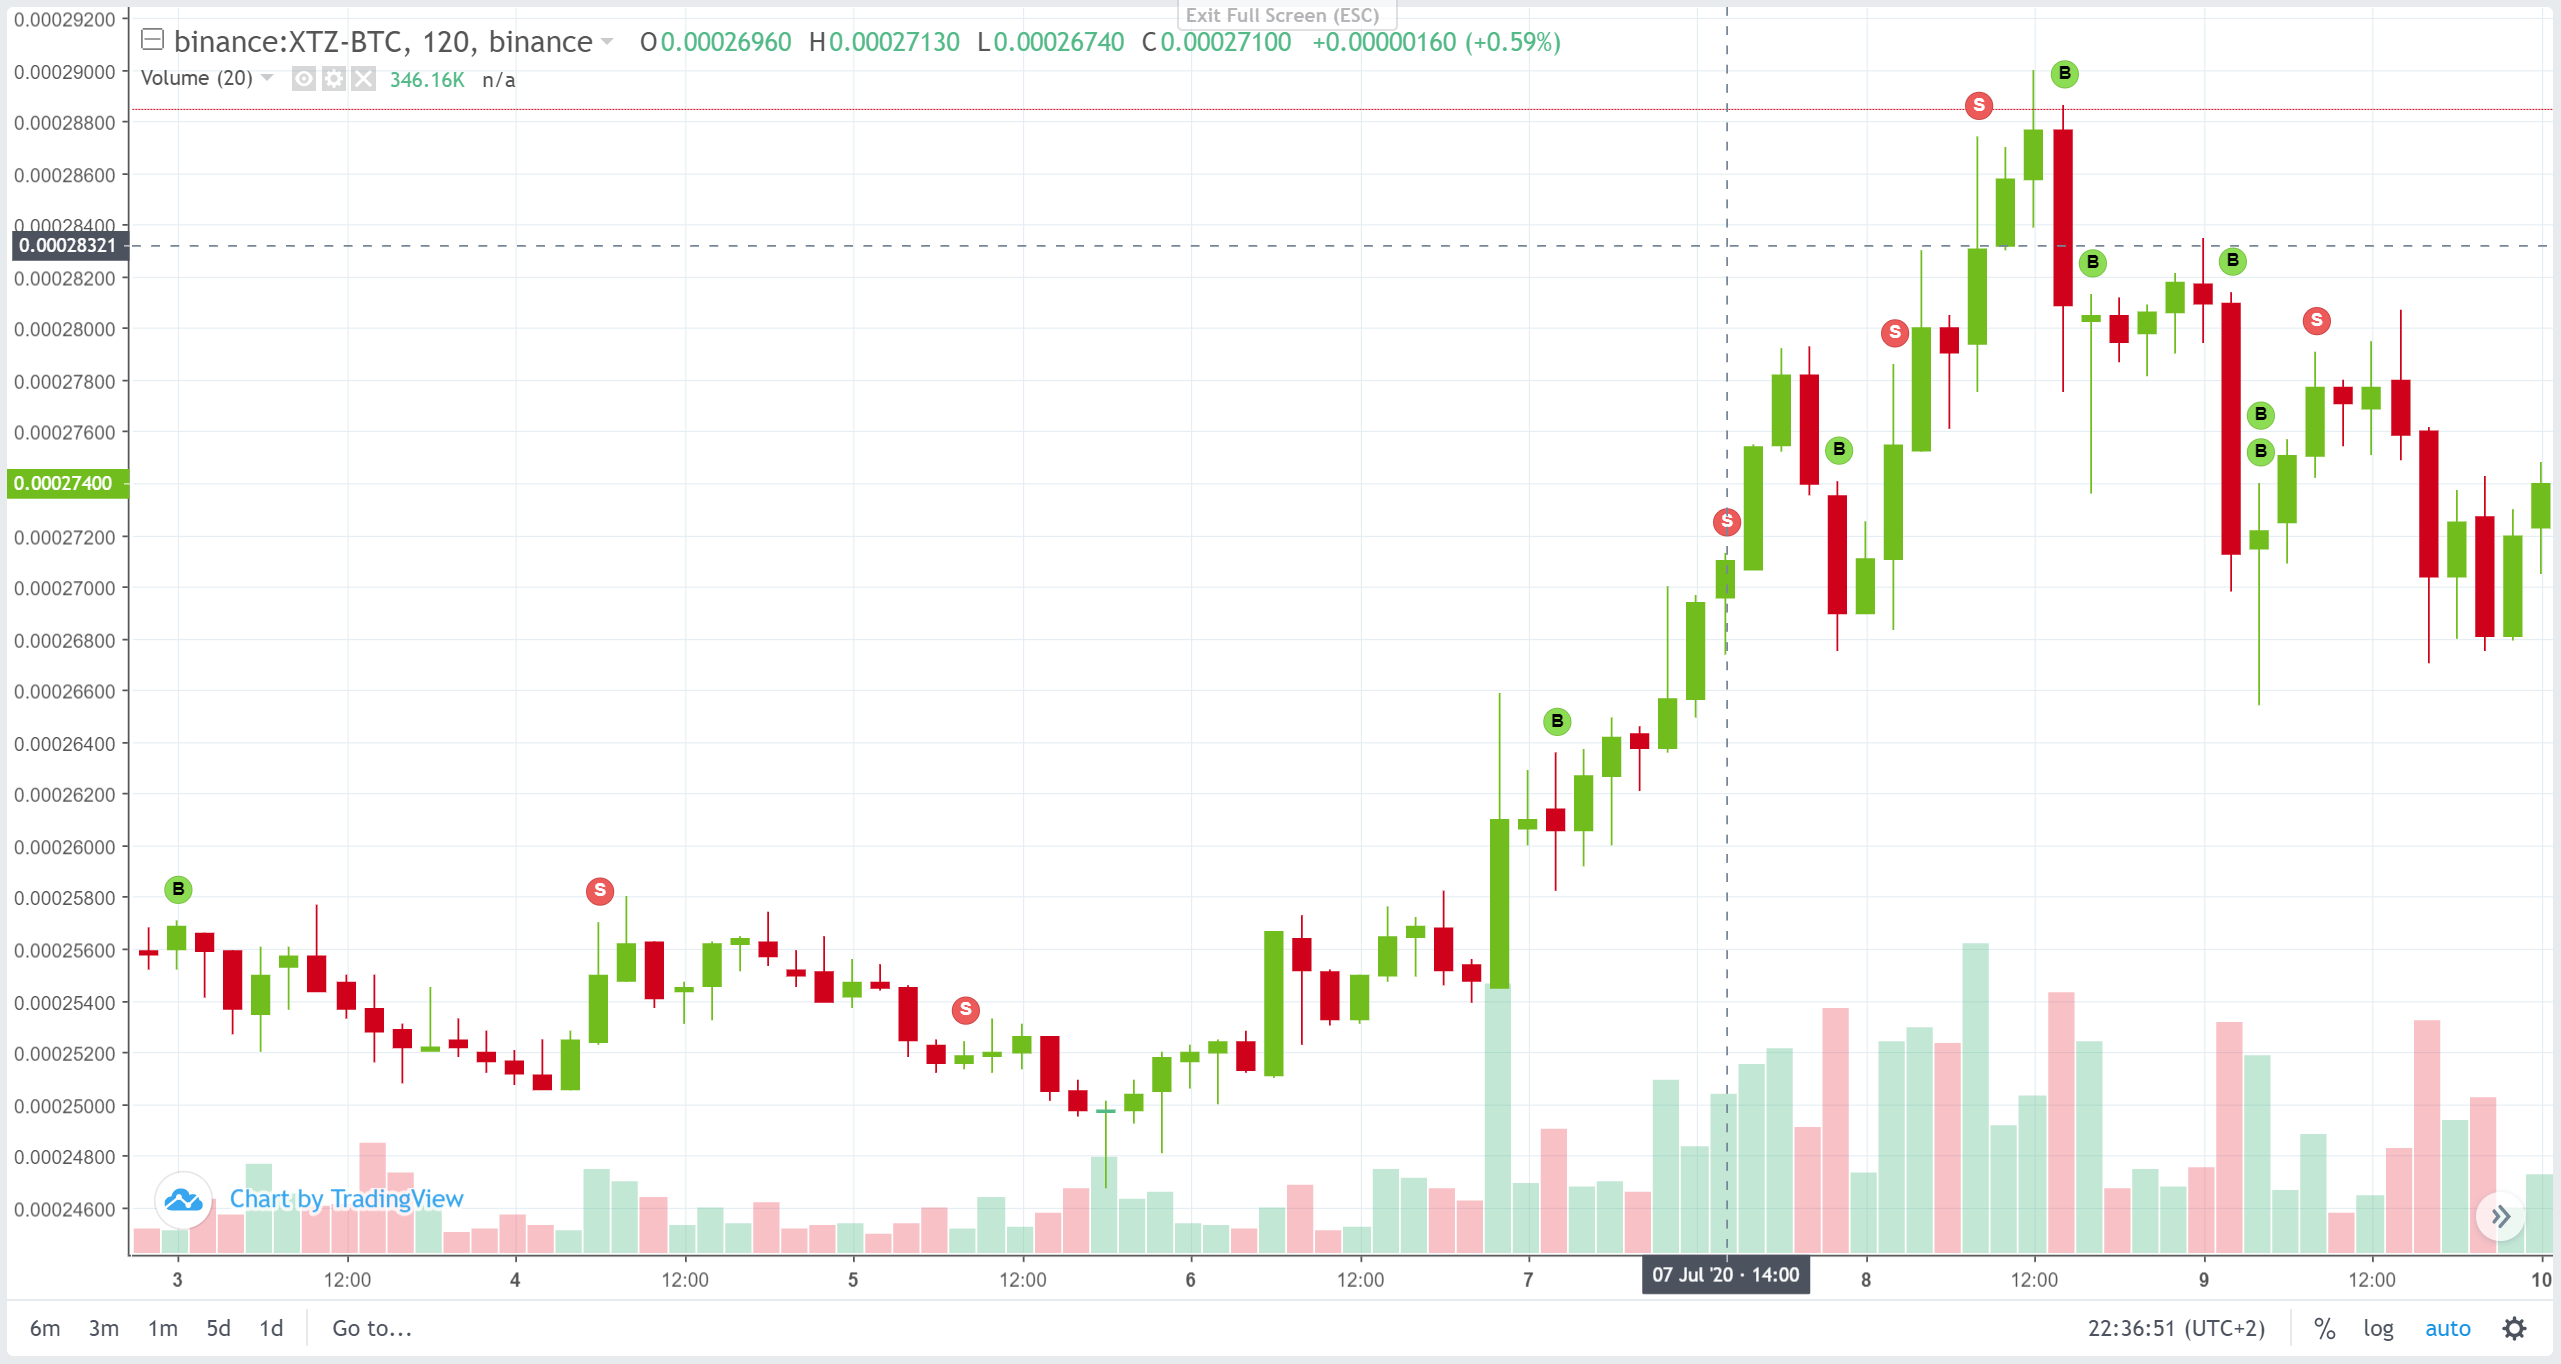 Exit Full Screen (ESC)
binance:XTZ-BTC, 120, binance O0.00026960 H0.00027130 L0.00026740 C0.00027100 +0.00000160 (+0.59%)
Volume (20) 346.16K n/a
0.00029200
0.00029000
0.00028800
0.00028600
0.00028400
0.00028321
0.00028200
0.00028000
0.00027800
0.00027600
0.00027400
0.00027200
0.00027000
0.00026800
0.00026600
0.00026400
0.00026200
0.00026000
0.00025800
0.00025600
0.00025400
0.00025200
0.00025000
0.00024800
0.00024600
B
S
B
S
B
B
S
B
S
B
B
S
B
B
S
S
Chart by TradingView
3 12:00 4 12:00 5 12:00 6 12:00 7 07 Jul '20 · 14:00 8 12:00 9 12:00 10
6m 3m 1m 5d 1d Go to... 22:36:51 (UTC+2) % log auto